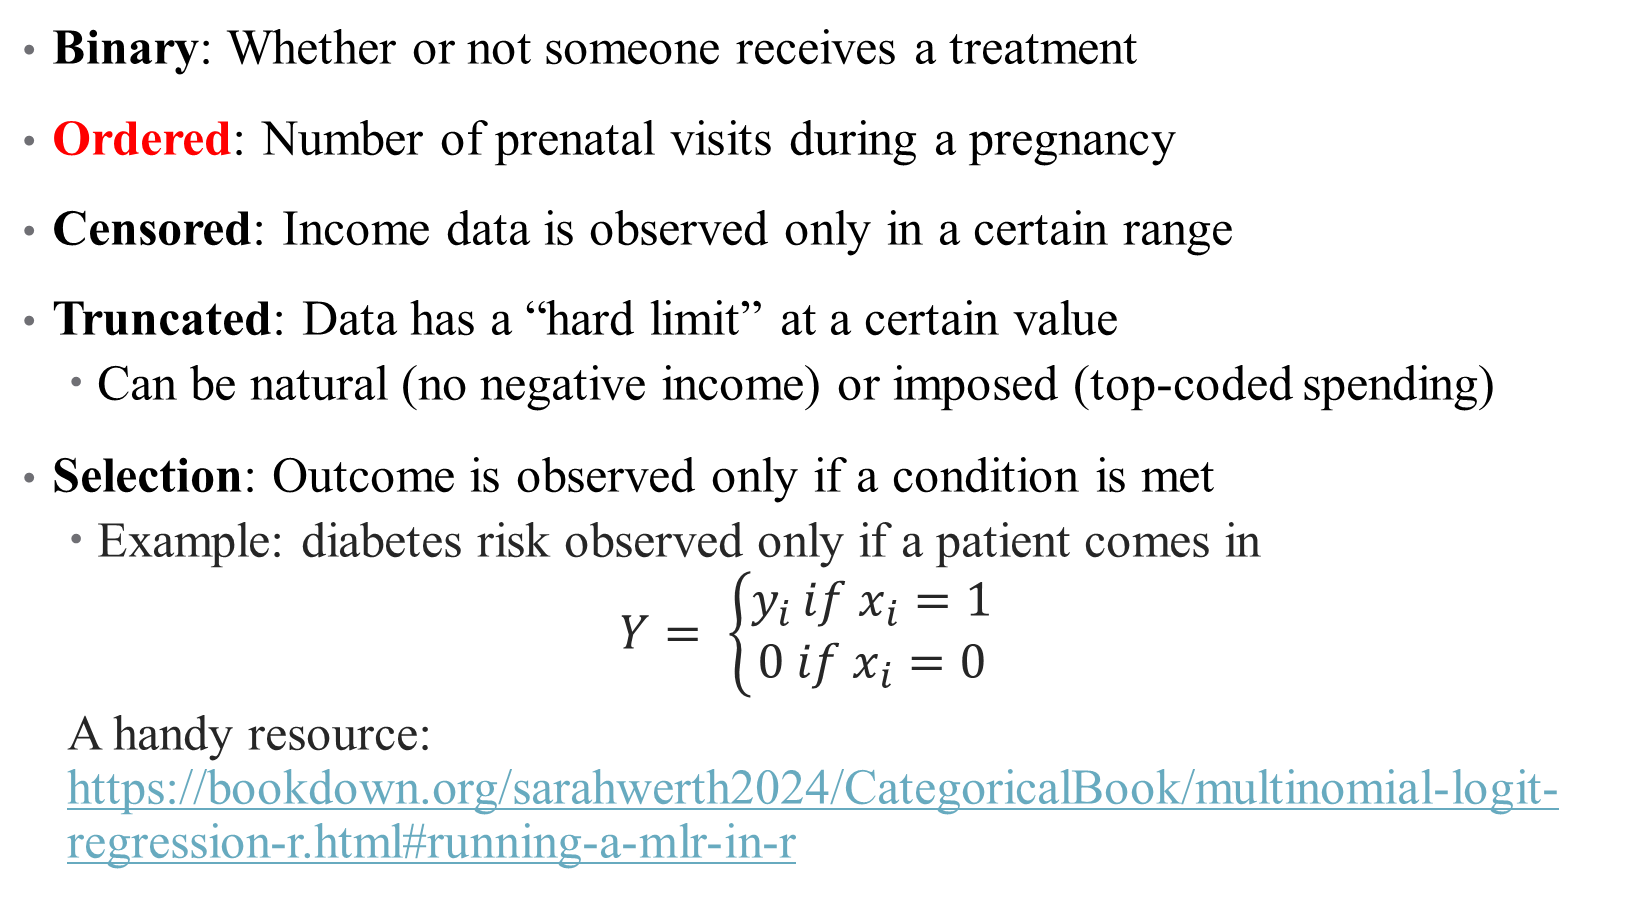 • Binary: Whether or not someone receives a treatment
• Ordered: Number of prenatal visits during a pregnancy
• Censored: Income data is observed only in a certain range
• Truncated: Data has a “hard limit” at a certain value
• Can be natural (no negative income) or imposed (top-coded spending)
• Selection: Outcome is observed only if a condition is met
• Example: diabetes risk observed only if a patient comes in
Y = { y_i if x_i = 1
0 if x_i = 0
A handy resource:
https://bookdown.org/sarahwerth2024/CategoricalBook/multinomial-logit-
regression-r.html#running-a-mlr-in-r